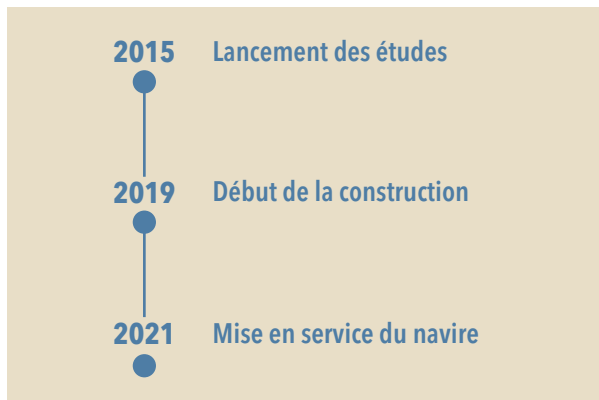 2015 Lancement des études
2019 Début de la construction
2021 Mise en service du navire